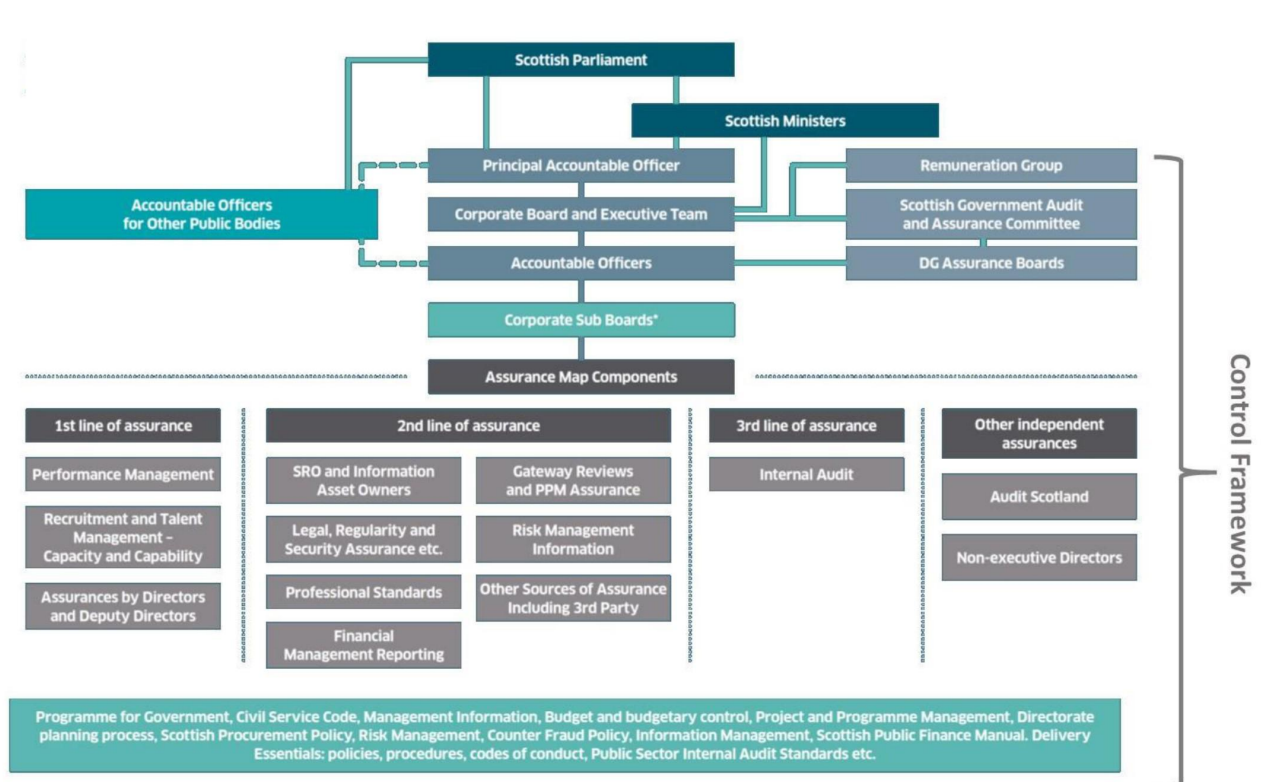 Scottish Parliament
Scottish Ministers
Principal Accountable Officer
Remuneration Group
Accountable Officers
for Other Public Bodies
Corporate Board and Executive Team
Scottish Government Audit
and Assurance Committee
Accountable Officers
DG Assurance Boards
Corporate Sub Boards*
Assurance Map Components
1st line of assurance
Performance Management
Recruitment and Talent
Management –
Capacity and Capability
Assurances by Directors
and Deputy Directors
2nd line of assurance
SRO and Information
Asset Owners
Legal, Regularity and
Security Assurance etc.
Professional Standards
Financial
Management Reporting
Gateway Reviews
and PPM Assurance
Risk Management
Information
Other Sources of Assurance
Including 3rd Party
3rd line of assurance
Internal Audit
Other independent
assurances
Audit Scotland
Non-executive Directors
Control Framework
Programme for Government, Civil Service Code, Management Information, Budget and budgetary control, Project and Programme Management, Directorate
planning process, Scottish Procurement Policy, Risk Management, Counter Fraud Policy, Information Management, Scottish Public Finance Manual. Delivery
Essentials: policies, procedures, codes of conduct, Public Sector Internal Audit Standards etc.